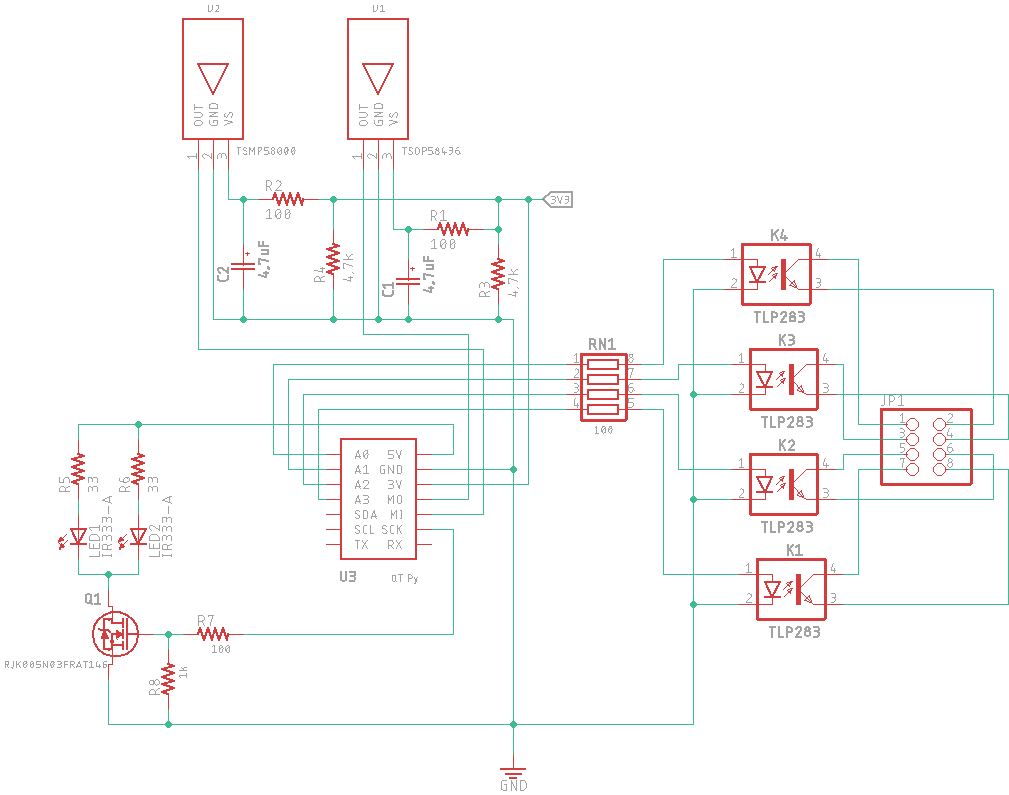 U2
U1
OUT
GND
VS
OUT
GND
VS
1
2
3
TSMP58000
1
2
3
TSOP58436
R2
100
3V3
R1
100
C2
4.7uF
R4
4.7k
C1
4.7uF
R3
4.7k
K4
1
4
2
3
TLP283
RN1
1
8
2
7
3
6
4
5
100
K3
1
4
2
3
TLP283
JP1
1
2
3
4
5
6
7
8
K2
1
4
2
3
TLP283
K1
1
4
2
3
TLP283
R5
33
R6
33
LED1
IR333-A
LED2
IR333-A
A0 5V
A1 GND
A2 3V
A3 MO
SDA MI
SCL SCK
TX RX
U3
QT Py
Q1
RJK005N03FRAT146
R7
100
R8
1k
GND